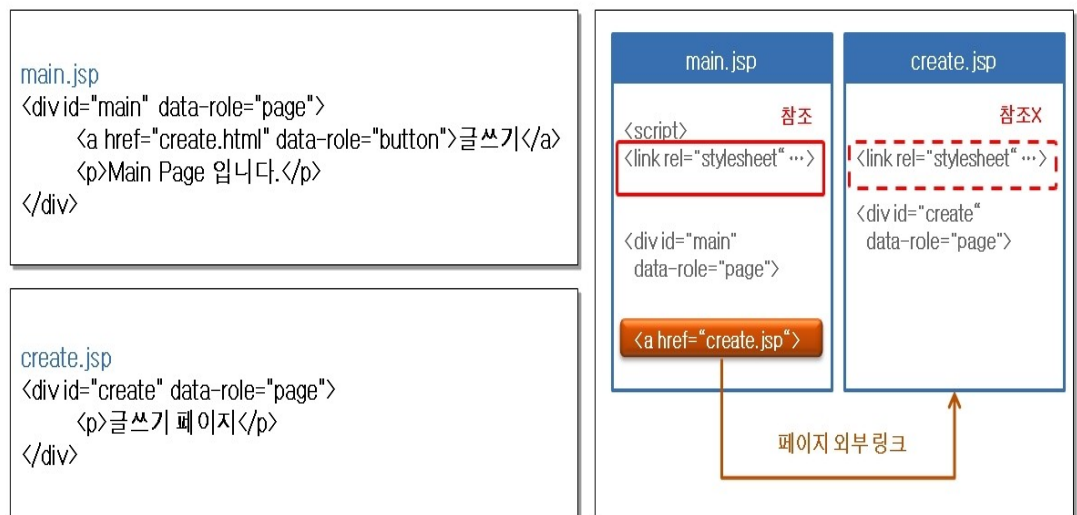 main.jsp
<div id="main" data-role="page">
<a href="create.html" data-role="button">글쓰기</a>
<p>Main Page 입니다.</p>
</div>
create.jsp
<div id="create" data-role="page">
<p>글쓰기 페이지</p>
</div>
main.jsp
참조
<script>
<link rel="stylesheet“ …>
<div id="main"
data-role="page">
<a href=“create.jsp“>
create.jsp
참조X
<link rel="stylesheet“ …>
<div id="create“
data-role="page">
페이지 외부 링크